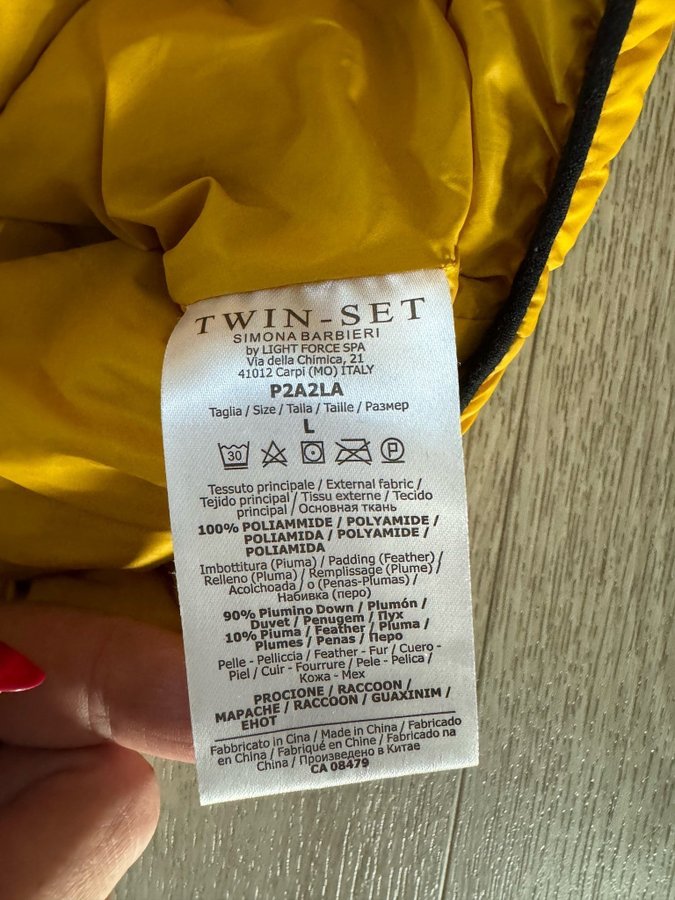 TWIN-SET
SIMONA BARBIERI
by LIGHT FORCE SPA
Via della Chimica, 21
41012 Carpi (MO) ITALY
P2A2LA
Taglia / Size / Talla / Taille / Размер
L
30
P
Tessuto principale / External fabric /
Tejido principal / Tissu externe / Tecido
principal / Основная ткань
100% POLIAMMIDE / POLYAMIDE /
POLIAMIDA / POLYAMIDE /
POLIAMIDA
Imbottitura (Piuma) / Padding (Feather) /
Relleno (Pluma) / Remplissage (Plume) /
Acolchoado / o (Penas-Plumas) /
Набивка (перо)
90% Piumino Down / Plumón /
Duvet / Penugem / Пух
10% Piuma / Feather / Pluma /
Plumes / Penas / Перо
Pelle - Pelliccia / Feather - Fur / Cuero -
Piel / Cuir - Fourrure / Pele - Pelica /
Кожа - Мех
PROCIONE / RACCOON /
MAPACHE / RACCOON / GUAXINIM /
ЕНОТ
Fabbricato in Cina / Made in China / Fabricado
en China / Fabriqué en Chine / Fabricado na
China / Произведено в Китае
CA 08479